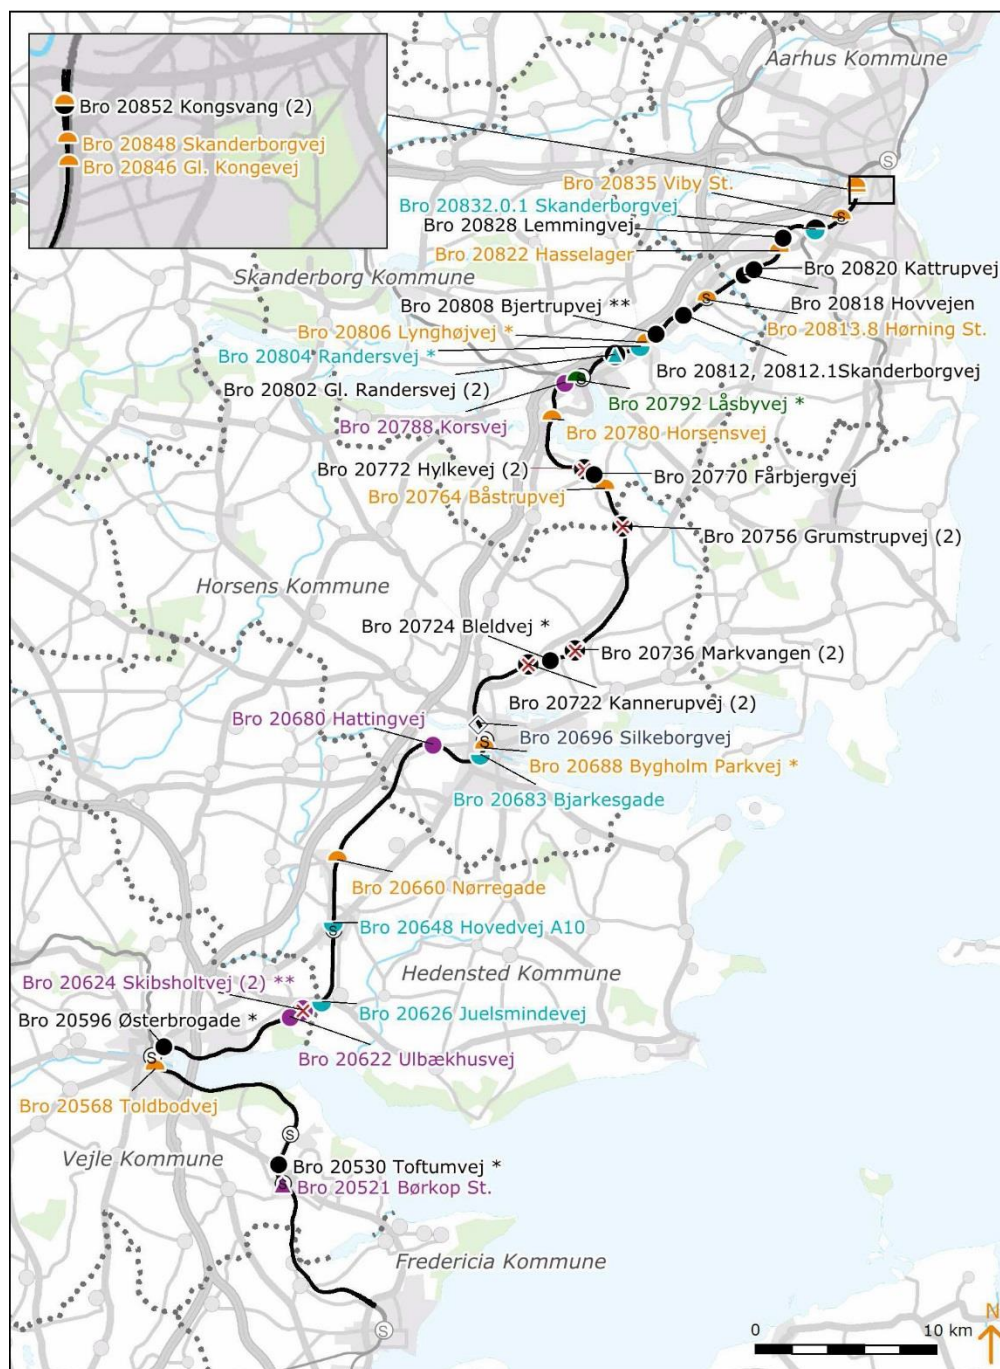 Aarhus Kommune
Bro 20852 Kongsvang (2)
Bro 20848 Skanderborgvej
Bro 20846 Gl. Kongevej
S
Bro 20835 Viby St.
Bro 20832.0.1 Skanderborgvej
S
Bro 20828 Lemmingvej
Bro 20822 Hasselager
Skanderborg Kommune
Bro 20820 Kattrupvej
Bro 20808 Bjertrupvej **
S
Bro 20818 Hovvejen
Bro 20806 Lynghøjvej *
Bro 20813.8 Hørning St.
Bro 20804 Randersvej *
Bro 20812, 20812.1Skanderborgvej
Bro 20802 Gl. Randersvej (2)
S
Bro 20792 Låsbyvej *
Bro 20788 Korsvej
Bro 20780 Horsensvej
Bro 20772 Hylkevej (2)
Bro 20770 Fårbjergvej
Bro 20764 Båstrupvej
Bro 20756 Grumstrupvej (2)
Horsens Kommune
Bro 20724 Bleldvej *
Bro 20736 Markvangen (2)
Bro 20722 Kannerupvej (2)
Bro 20680 Hattingvej
Bro 20696 Silkeborgvej
S
Bro 20688 Bygholm Parkvej *
Bro 20683 Bjarkesgade
Bro 20660 Nørregade
Bro 20648 Hovedvej A10
S
Hedensted Kommune
Bro 20624 Skibsholtvej (2) **
Bro 20626 Juelsmindevej
Bro 20596 Østerbrogade *
Bro 20622 Ulbækhusvej
S
Bro 20568 Toldbodvej
S
Vejle Kommune
Bro 20530 Toftumvej *
S
Bro 20521 Børkop St.
Fredericia Kommune
N
S
0 10 km